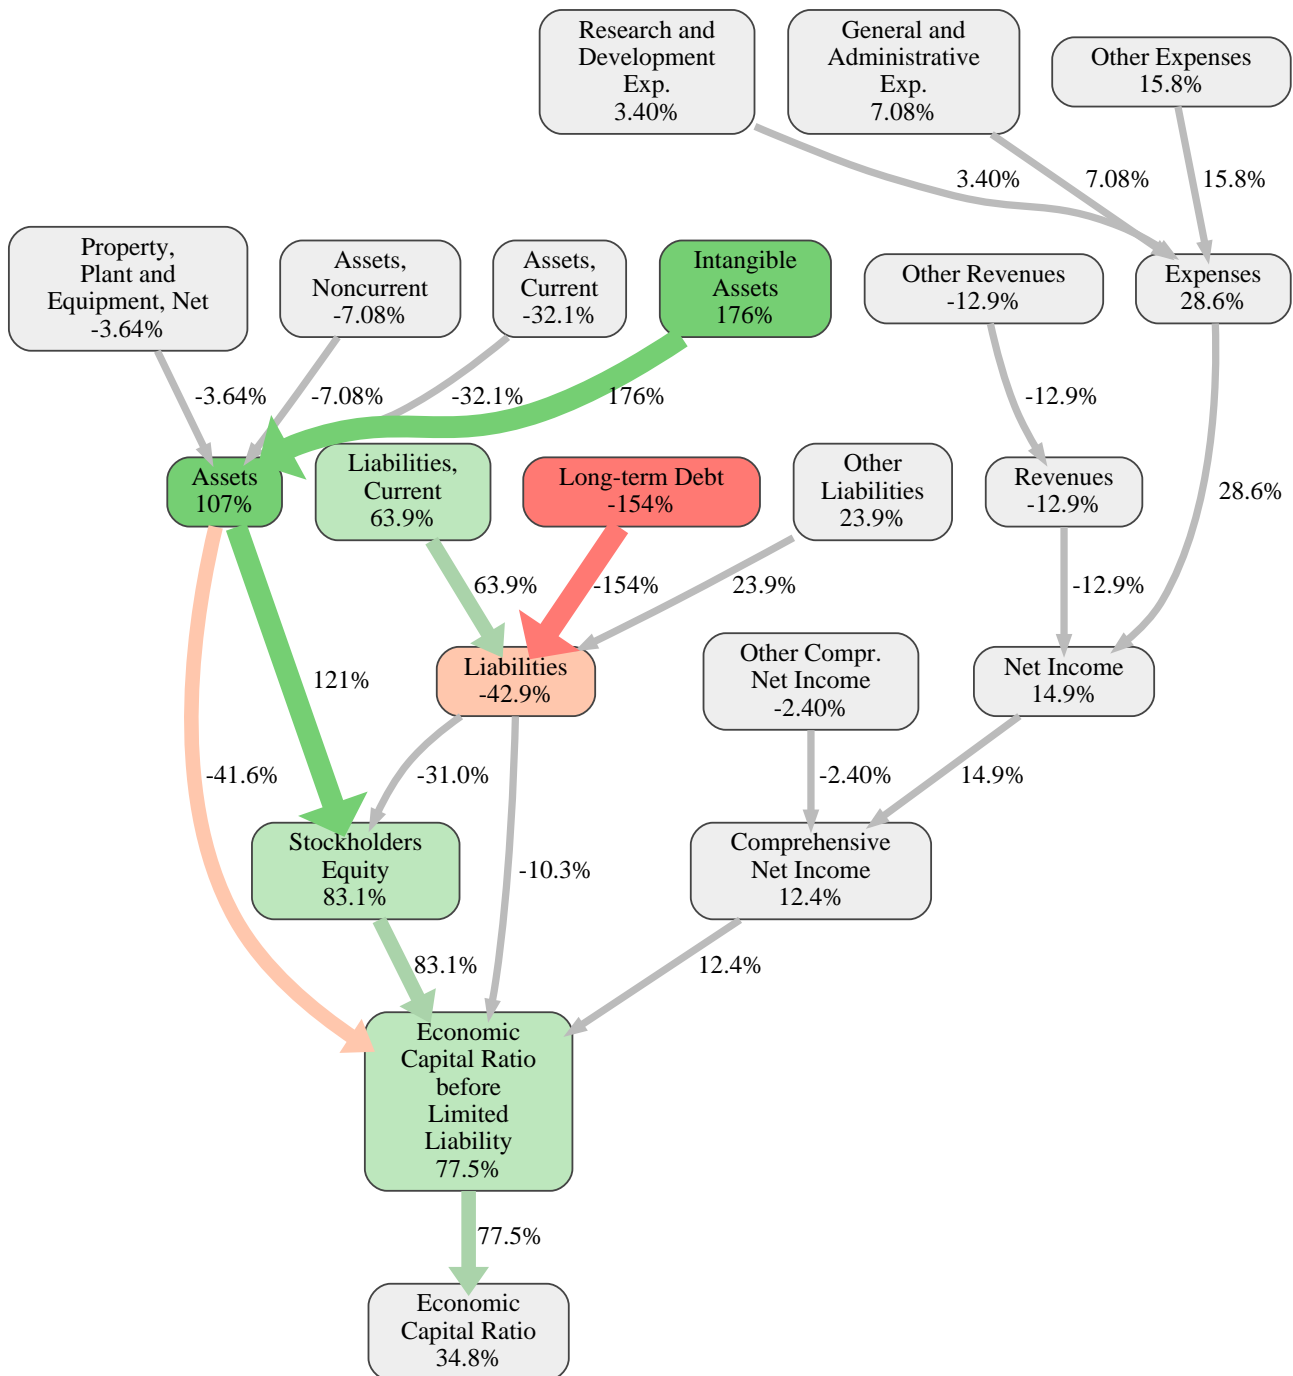 Research and
Development
Exp.
3.40%
General and
Administrative
Exp.
7.08%
Other Expenses
15.8%
3.40%
7.08%
15.8%
Property,
Plant and
Equipment, Net
-3.64%
Assets,
Noncurrent
-7.08%
Assets,
Current
-32.1%
Intangible
Assets
176%
Other Revenues
-12.9%
Expenses
28.6%
-3.64%
-7.08%
-32.1%
176%
-12.9%
28.6%
Assets
107%
Liabilities,
Current
63.9%
Long-term Debt
-154%
Other
Liabilities
23.9%
Revenues
-12.9%
63.9%
-154%
23.9%
-12.9%
121%
Liabilities
-42.9%
Other Compr.
Net Income
-2.40%
Net Income
14.9%
-41.6%
-31.0%
-2.40%
14.9%
Stockholders
Equity
83.1%
-10.3%
Comprehensive
Net Income
12.4%
83.1%
12.4%
Economic
Capital Ratio
before
Limited
Liability
77.5%
77.5%
Economic
Capital Ratio
34.8%